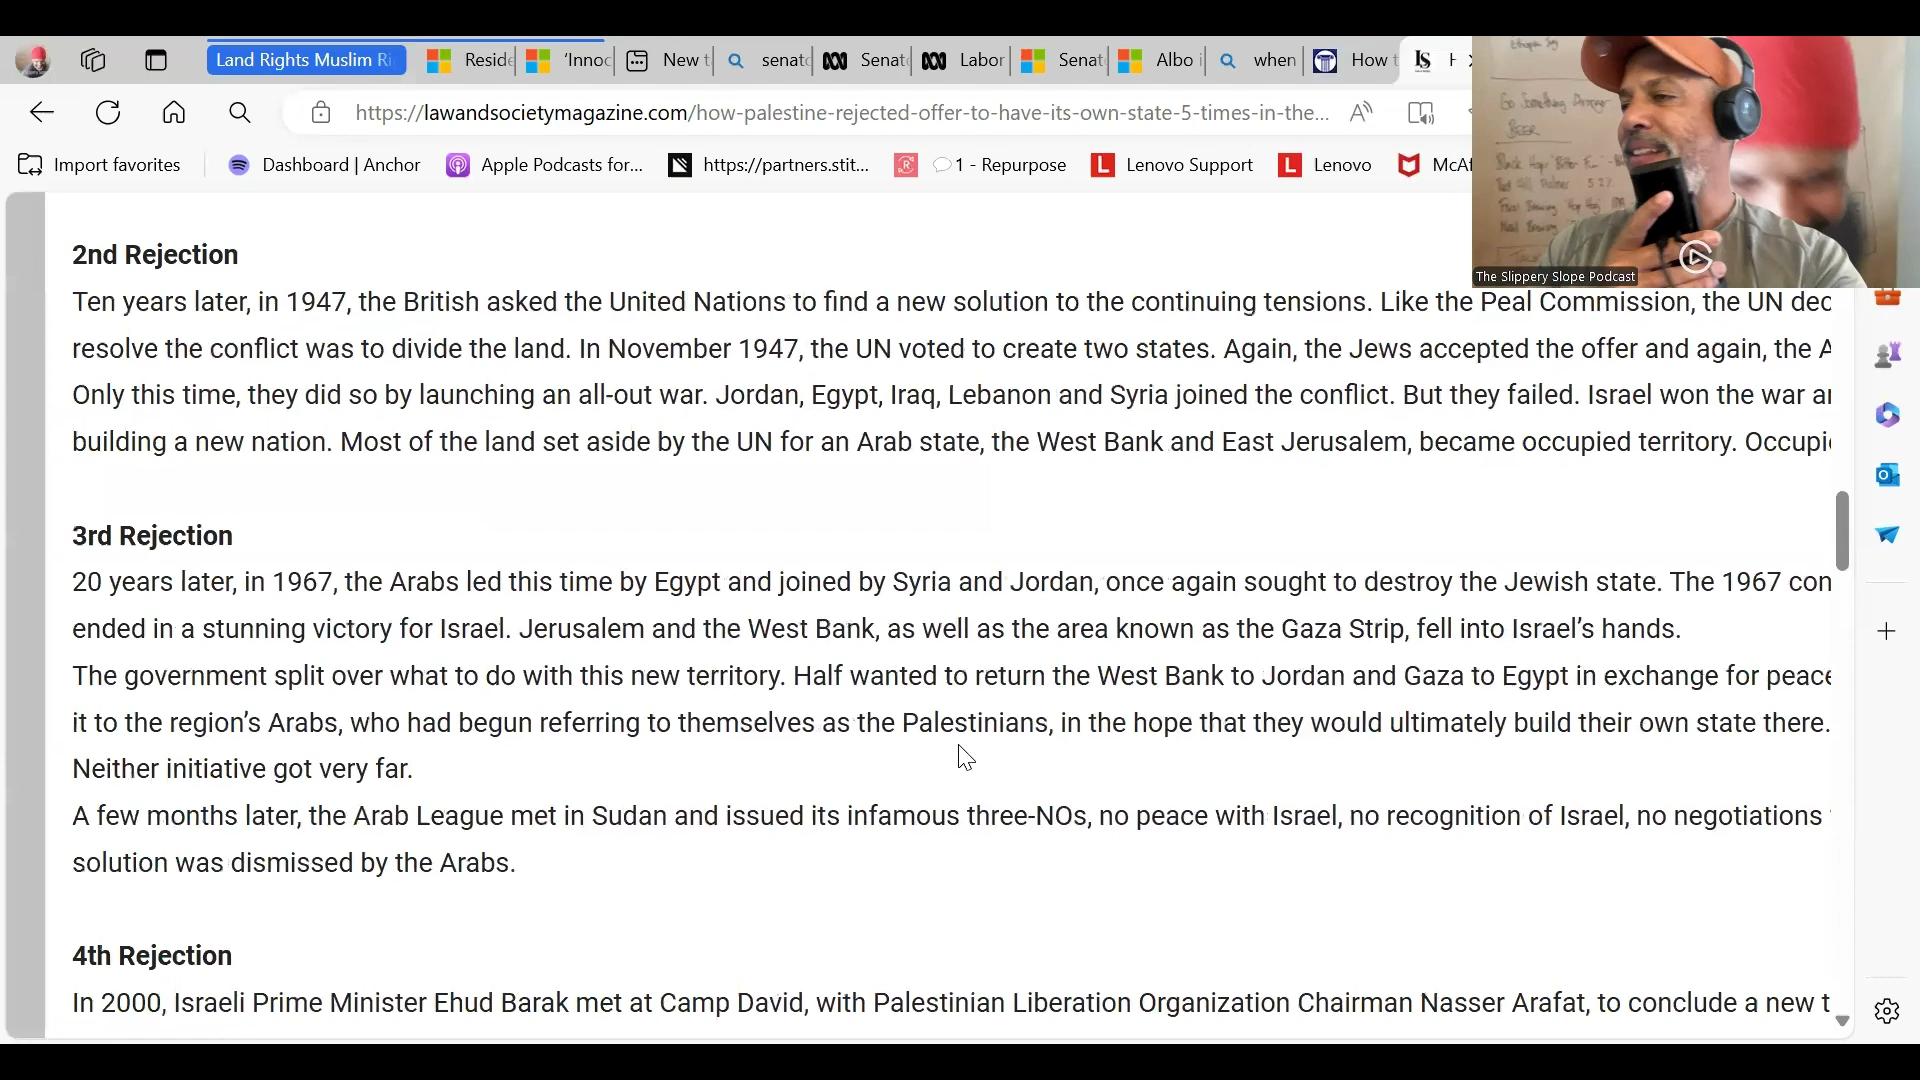 Land Rights Muslim Ri
Reside
'Innoc
New t
senato
Senat
Labor
Senat
Albo i
when
How t
https://lawandsocietymagazine.com/how-palestine-rejected-offer-to-have-its-own-state-5-times-in-the...
Import favorites
Dashboard | Anchor
Apple Podcasts for...
https://partners.stit...
1 - Repurpose
Lenovo Support
Lenovo
McAf
Go Something Stronger
BEER
The Slippery Slope Podcast
2nd Rejection
Ten years later, in 1947, the British asked the United Nations to find a new solution to the continuing tensions. Like the Peal Commission, the UN dec
resolve the conflict was to divide the land. In November 1947, the UN voted to create two states. Again, the Jews accepted the offer and again, the A
Only this time, they did so by launching an all-out war. Jordan, Egypt, Iraq, Lebanon and Syria joined the conflict. But they failed. Israel won the war an
building a new nation. Most of the land set aside by the UN for an Arab state, the West Bank and East Jerusalem, became occupied territory. Occupie
3rd Rejection
20 years later, in 1967, the Arabs led this time by Egypt and joined by Syria and Jordan, once again sought to destroy the Jewish state. The 1967 con
ended in a stunning victory for Israel. Jerusalem and the West Bank, as well as the area known as the Gaza Strip, fell into Israel's hands.
The government split over what to do with this new territory. Half wanted to return the West Bank to Jordan and Gaza to Egypt in exchange for peace
it to the region's Arabs, who had begun referring to themselves as the Palestinians, in the hope that they would ultimately build their own state there.
Neither initiative got very far.
A few months later, the Arab League met in Sudan and issued its infamous three-NOs, no peace with Israel, no recognition of Israel, no negotiations
solution was dismissed by the Arabs.
4th Rejection
In 2000, Israeli Prime Minister Ehud Barak met at Camp David, with Palestinian Liberation Organization Chairman Nasser Arafat, to conclude a new t